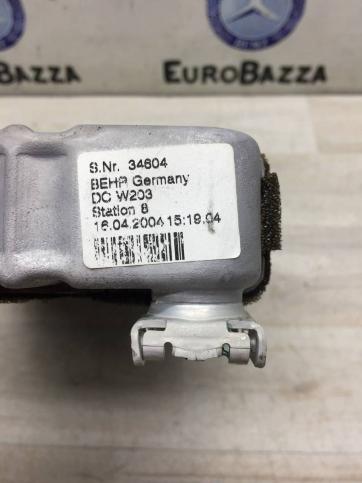 EUROBAZZA
EUROBAZZA
S.Nr. 34604
BEHR Germany
DC W203
Station 8
16.04.2004 15:19.04